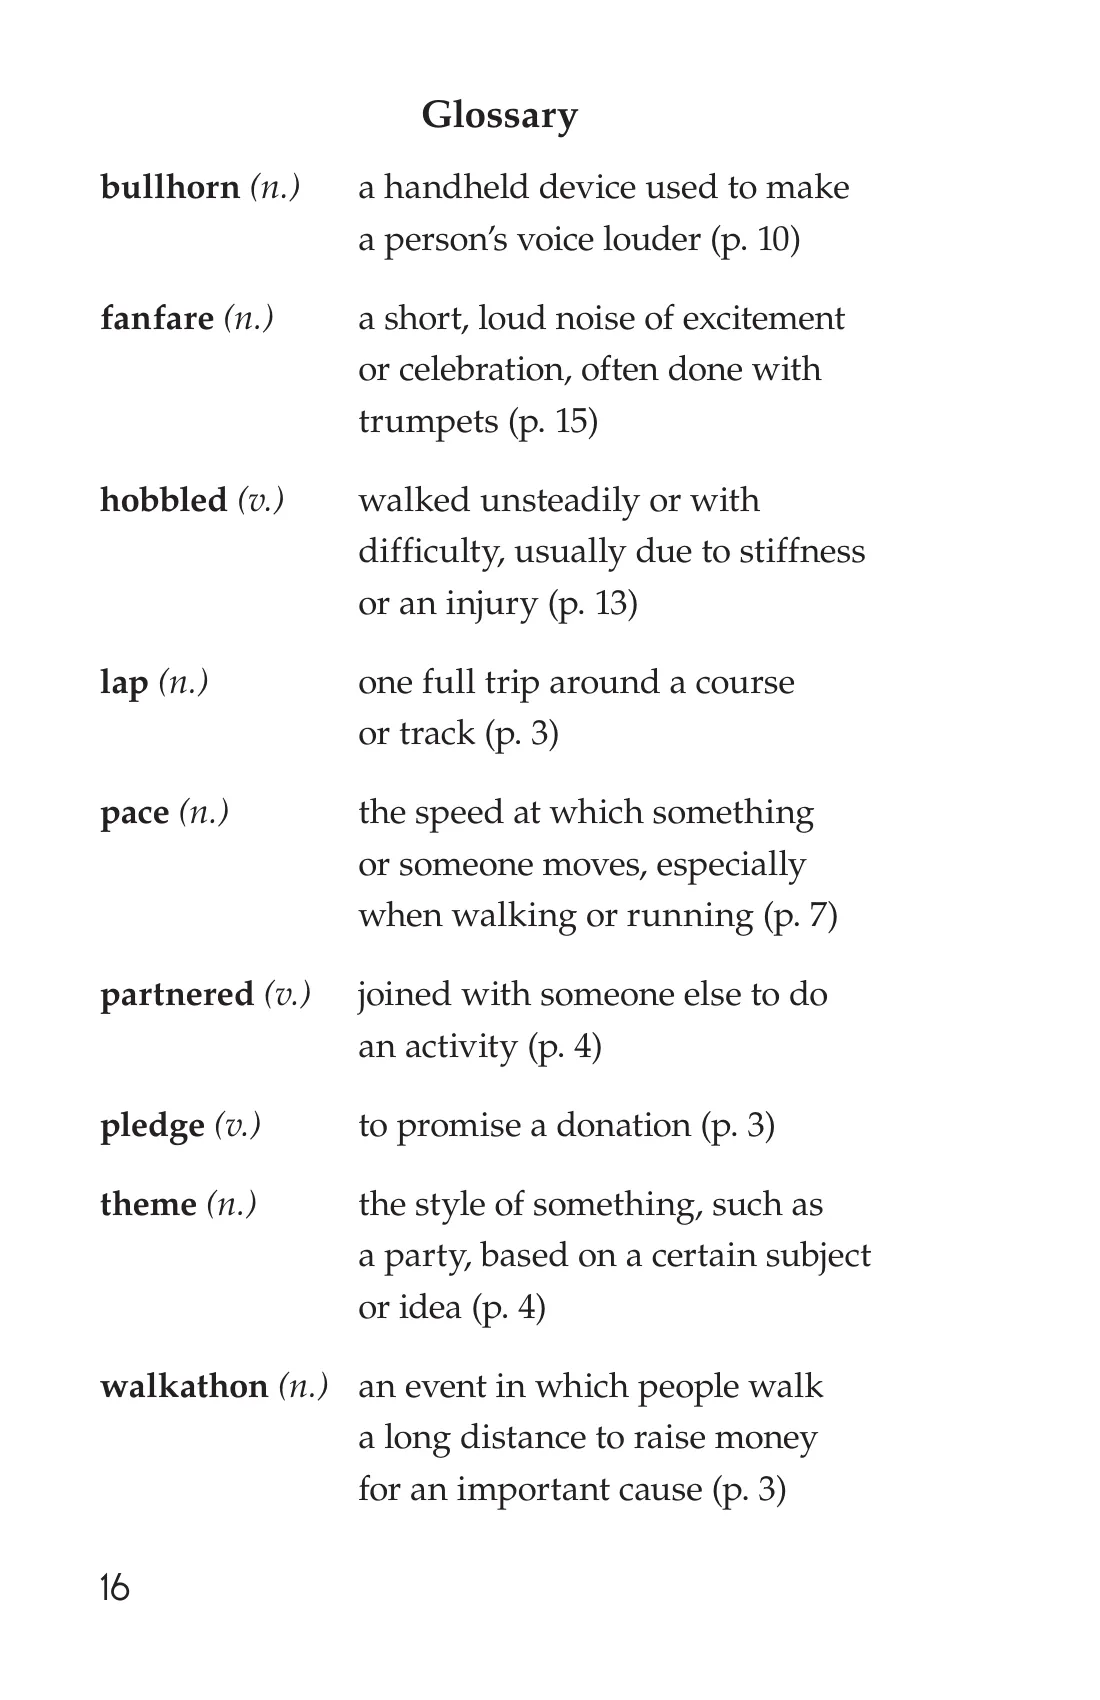 Glossary
bullhorn (n.) a handheld device used to make
a person’s voice louder (p. 10)
fanfare (n.) a short, loud noise of excitement
or celebration, often done with
trumpets (p. 15)
hobbled (v.) walked unsteadily or with
difficulty, usually due to stiffness
or an injury (p. 13)
lap (n.) one full trip around a course
or track (p. 3)
pace (n.) the speed at which something
or someone moves, especially
when walking or running (p. 7)
partnered (v.) joined with someone else to do
an activity (p. 4)
pledge (v.) to promise a donation (p. 3)
theme (n.) the style of something, such as
a party, based on a certain subject
or idea (p. 4)
walkathon (n.) an event in which people walk
a long distance to raise money
for an important cause (p. 3)
16